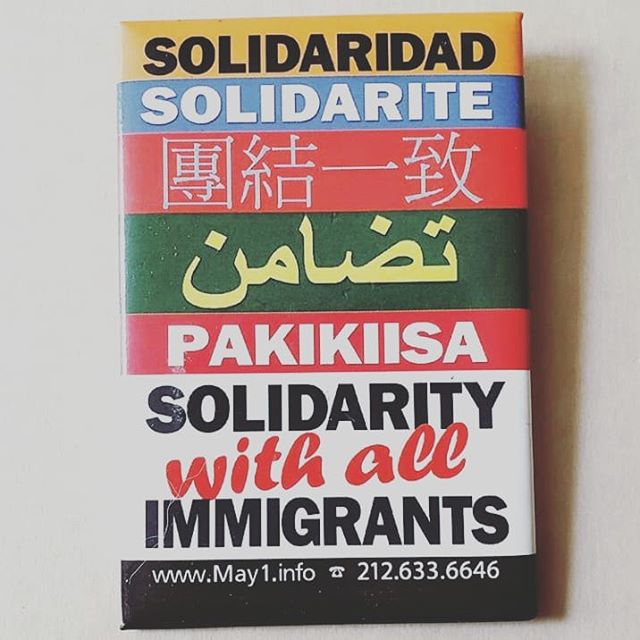 SOLIDARIDAD
SOLIDARITE
團結一致
تضامن
PAKIKIISA
SOLIDARITY
with all
IMMIGRANTS
www.May1.info ☎ 212.633.6646